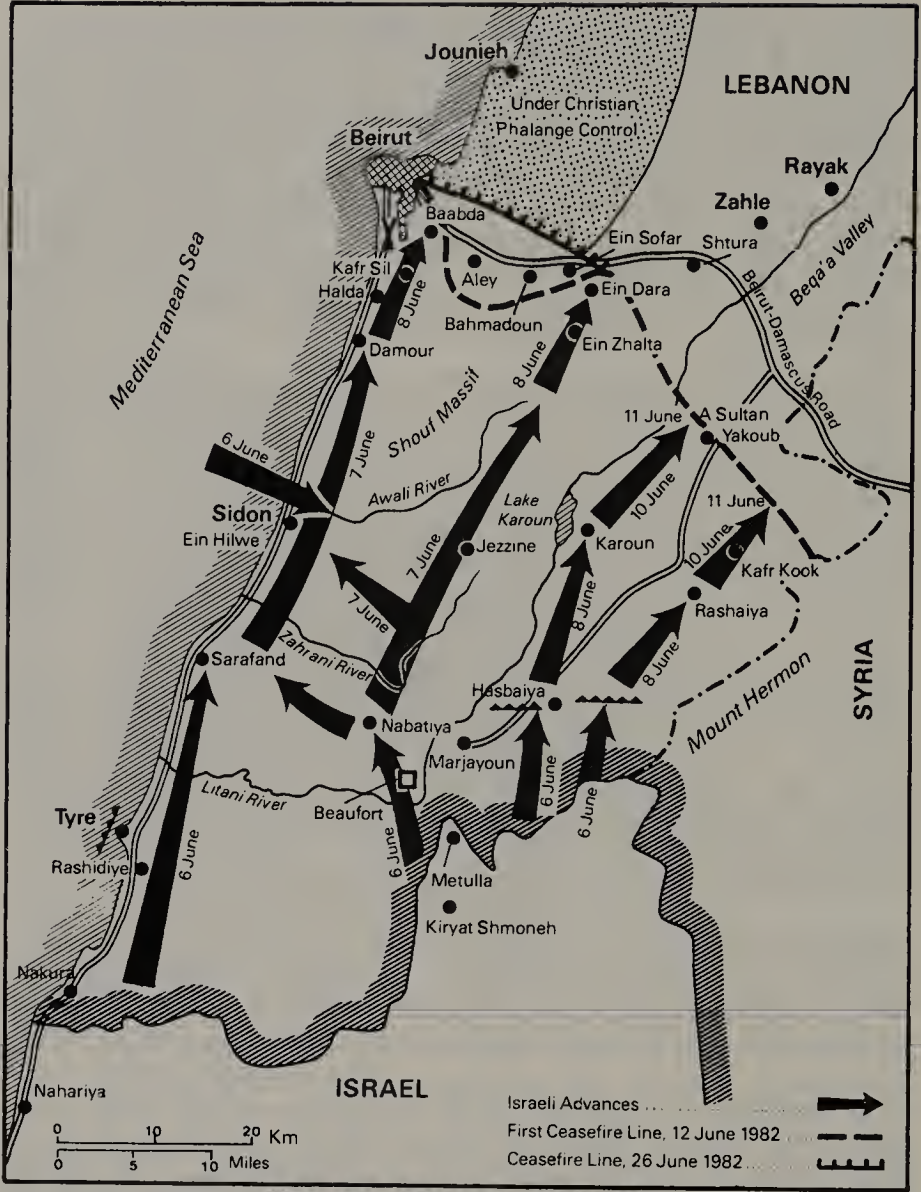 Jounieh
LEBANON
Under Christian
Phalange Control
Beirut
Rayak
Zahle
Baabda
Ein Sofar
Shtura
Beqa'a Valley
Kafr Sil
Aley
Halda
8 June
Bahmadoun
Ein Dara
Beirut-Damascus Road
Mediterranean Sea
Damour
Ein Zhalta
8 June
Shouf Massif
11 June
A Sultan
Yakoub
6 June
7 June
Awali River
10 June
11 June
Sidon
Ein Hilwe
Lake
Karoun
Karoun
7 June
Jezzine
10 June
Kafr Kook
7 June
8 June
Rashaiya
Zahrani River
Sarafand
8 June
SYRIA
Hasbaiya
Mount Hermon
Nabatiya
Marjayoun
Litani River
Beaufort
6 June
6 June
Tyre
6 June
6 June
Rashidiye
Metulla
Kiryat Shmoneh
Nakura
ISRAEL
Nahariya
0 10 20 Km
0 5 10 Miles
Israeli Advances
First Ceasefire Line, 12 June 1982
Ceasefire Line, 26 June 1982